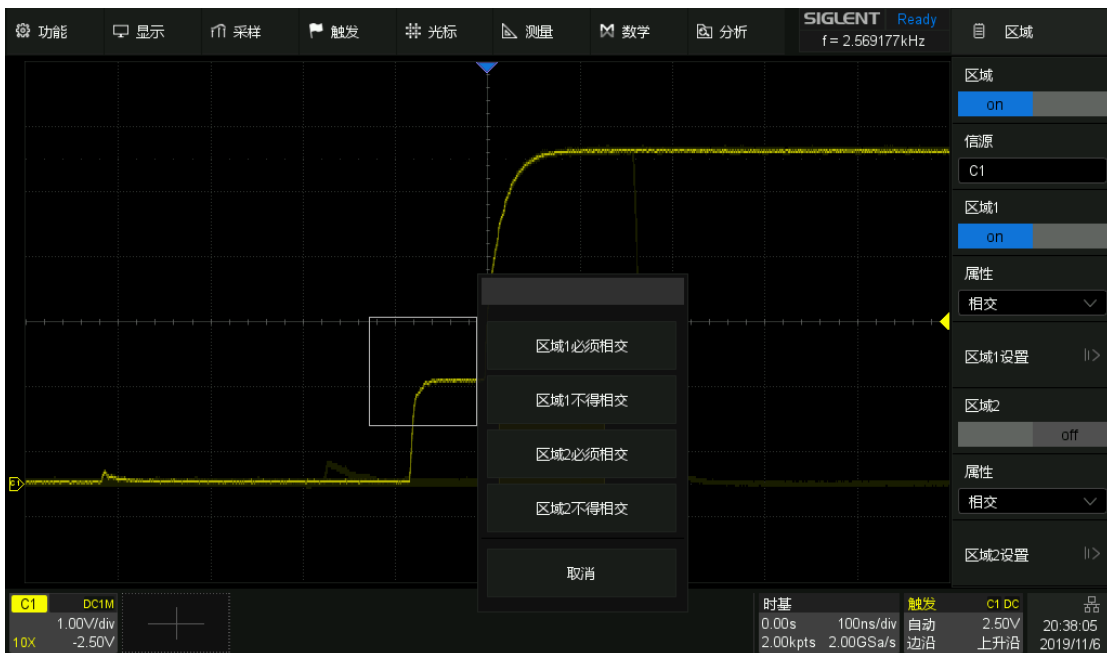 功能 显示 采样 触发 光标 测量 数学 分析 SIGLENT Ready 区域
f = 2.569177kHz
区域
on
信源
C1
区域1
on
属性
相交
区域1设置
区域2
off
属性
相交
区域2设置
区域1必须相交
区域1不得相交
区域2必须相交
区域2不得相交
取消
C1 DC1M
1.00V/div
10X -2.50V
时基
0.00s 100ns/div
2.00kpts 2.00GSa/s
触发 C1 DC
自动 2.50V
边沿 上升沿
20:38:05
2019/11/6